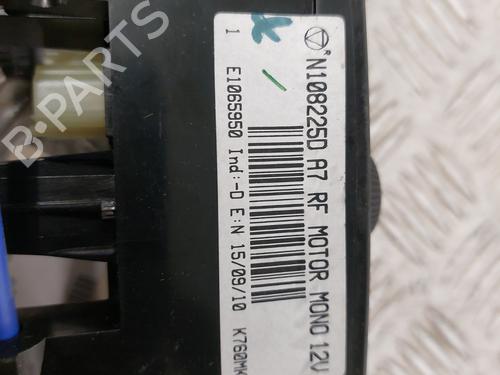 N108225D A7 RF MOTOR MONO 12V
1 E1065950 Ind:-D E:N 15/09/10 K760MK
B-PARTS